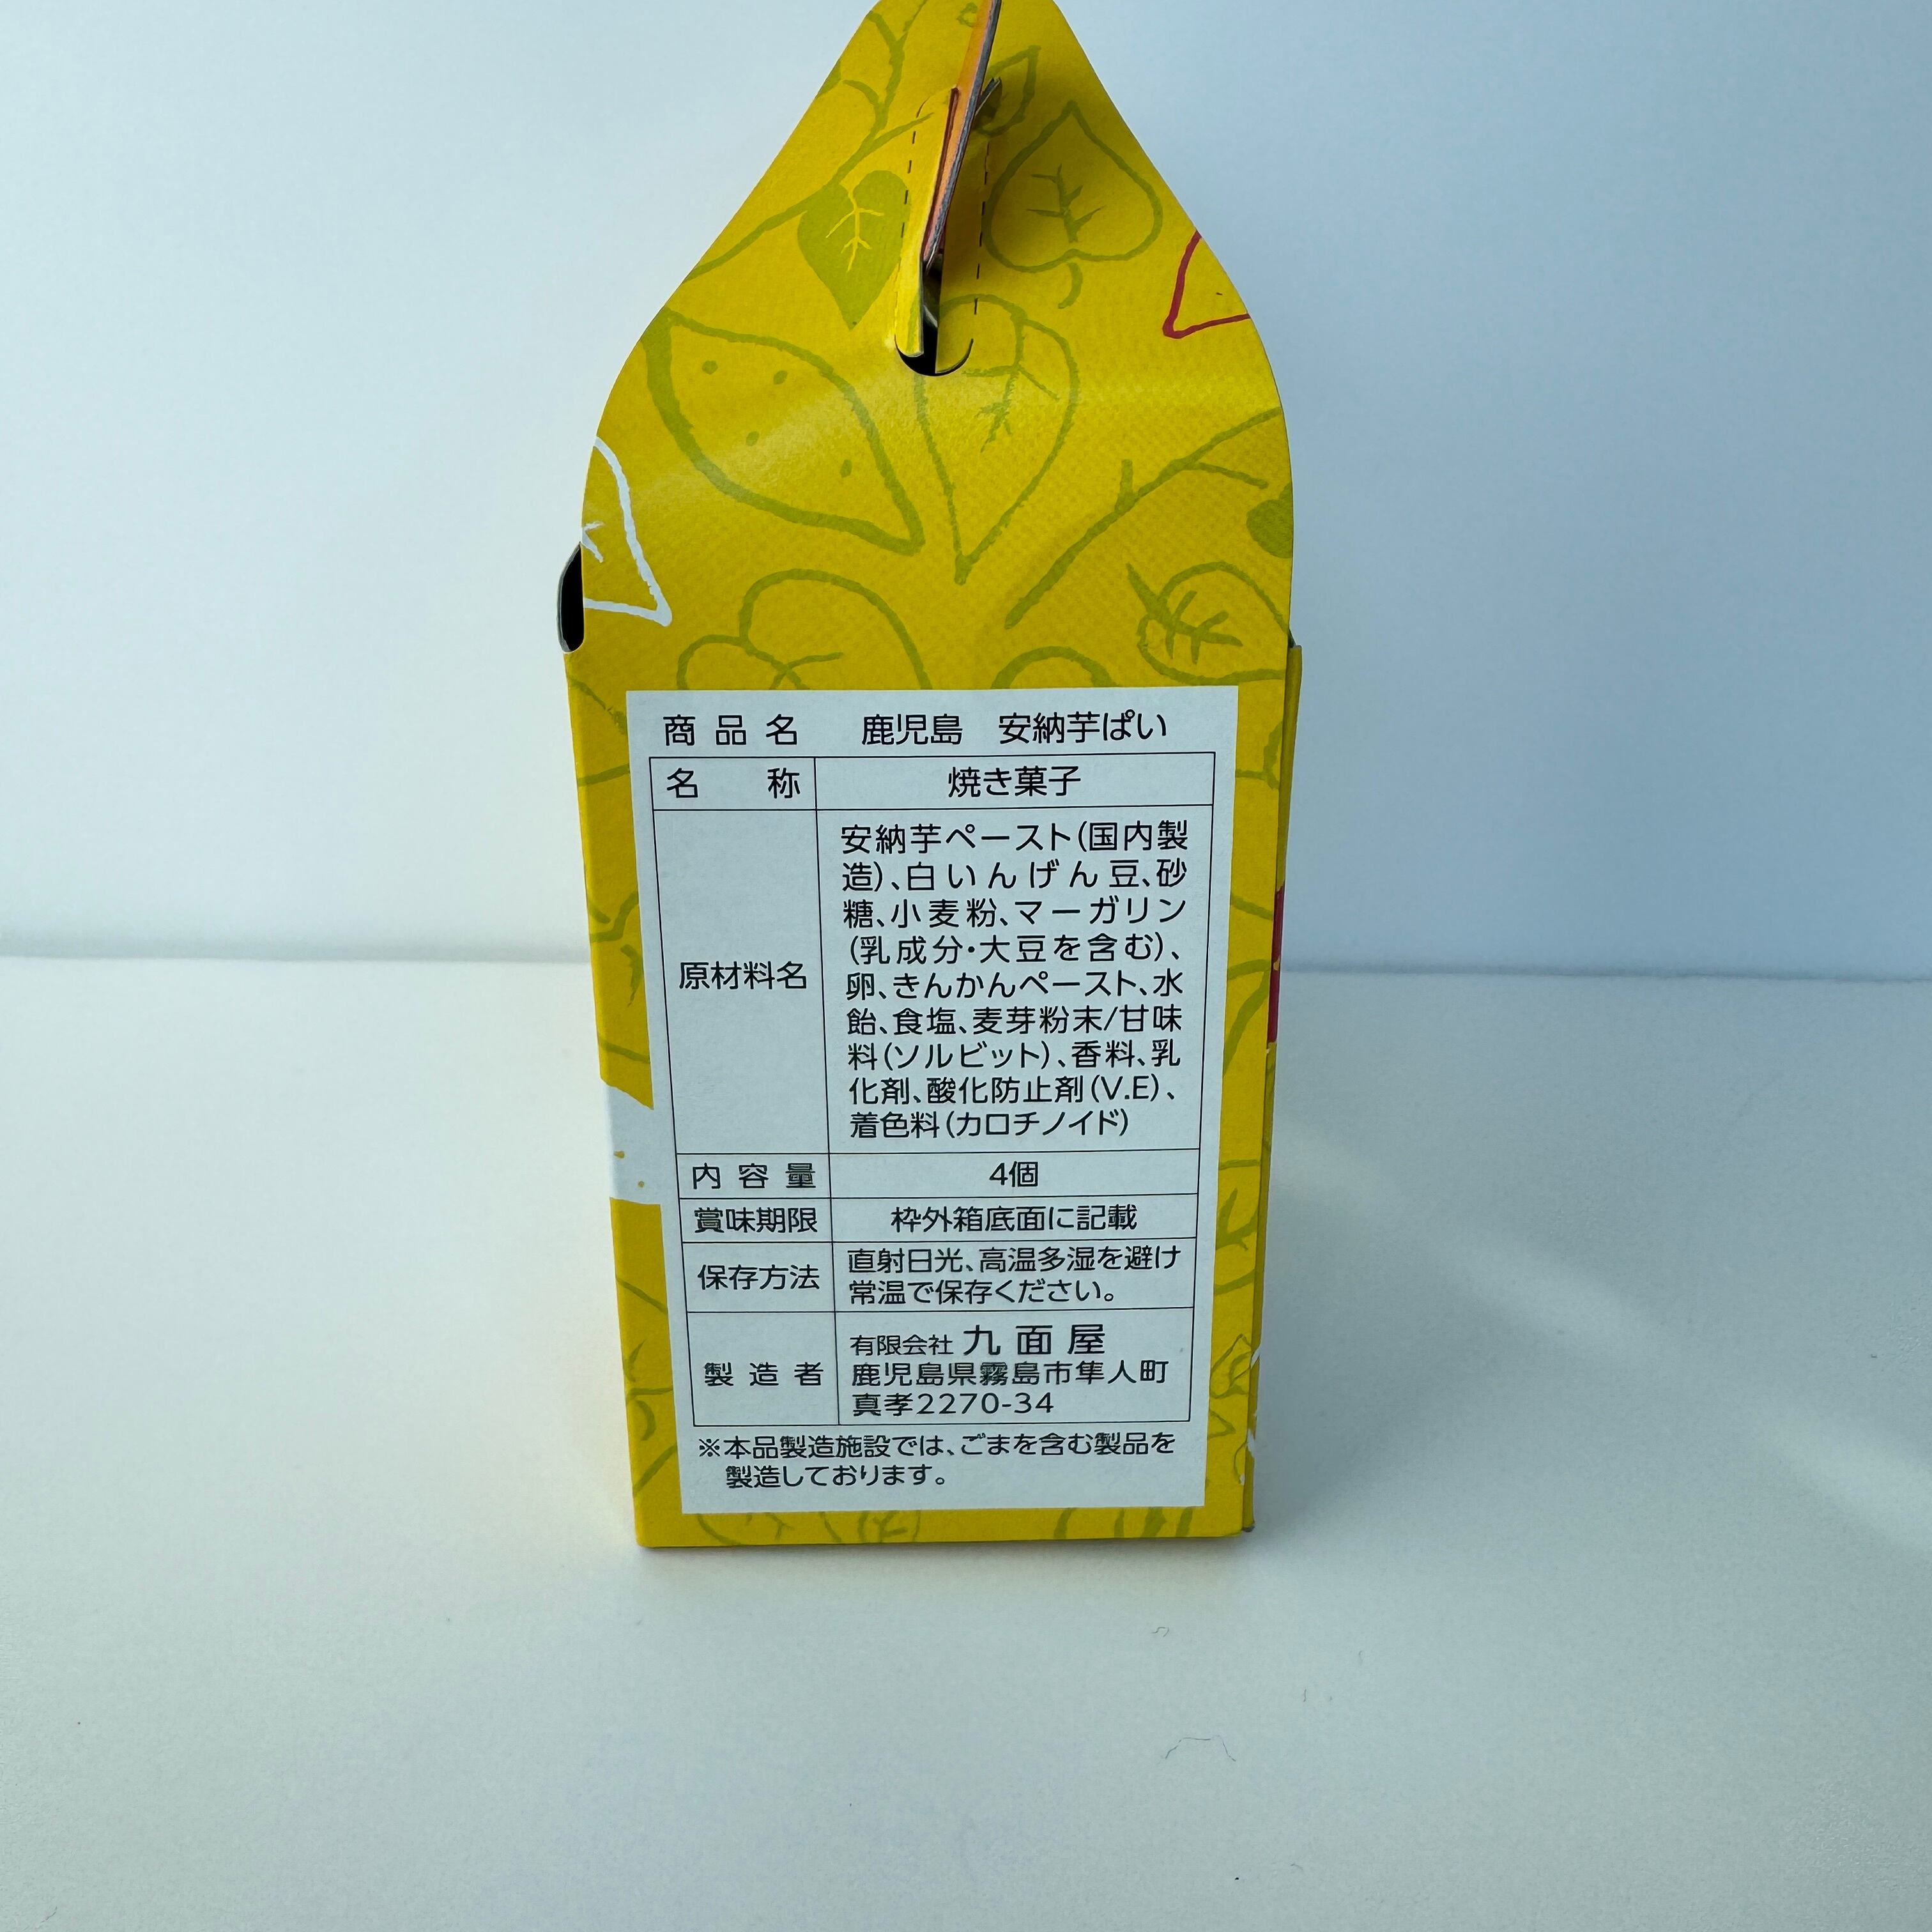 商品名 鹿児島 安納芋ぱい
名称 焼き菓子
原材料名
安納芋ペースト(国内製
造)、白いんげん豆、砂
糖、小麦粉、マーガリン
(乳成分・大豆を含む)、
卵、きんかんペースト、水
飴、食塩、麦芽粉末/甘味
料(ソルビット)、香料、乳
化剤、酸化防止剤(V.E)、
着色料(カロチノイド)
内容量 4個
賞味期限 枠外箱底面に記載
保存方法
直射日光、高温多湿を避け
常温で保存ください。
製造者
有限会社 九面屋
鹿児島県霧島市隼人町
真孝2270-34
※本品製造施設では、ごまを含む製品を
製造しております。